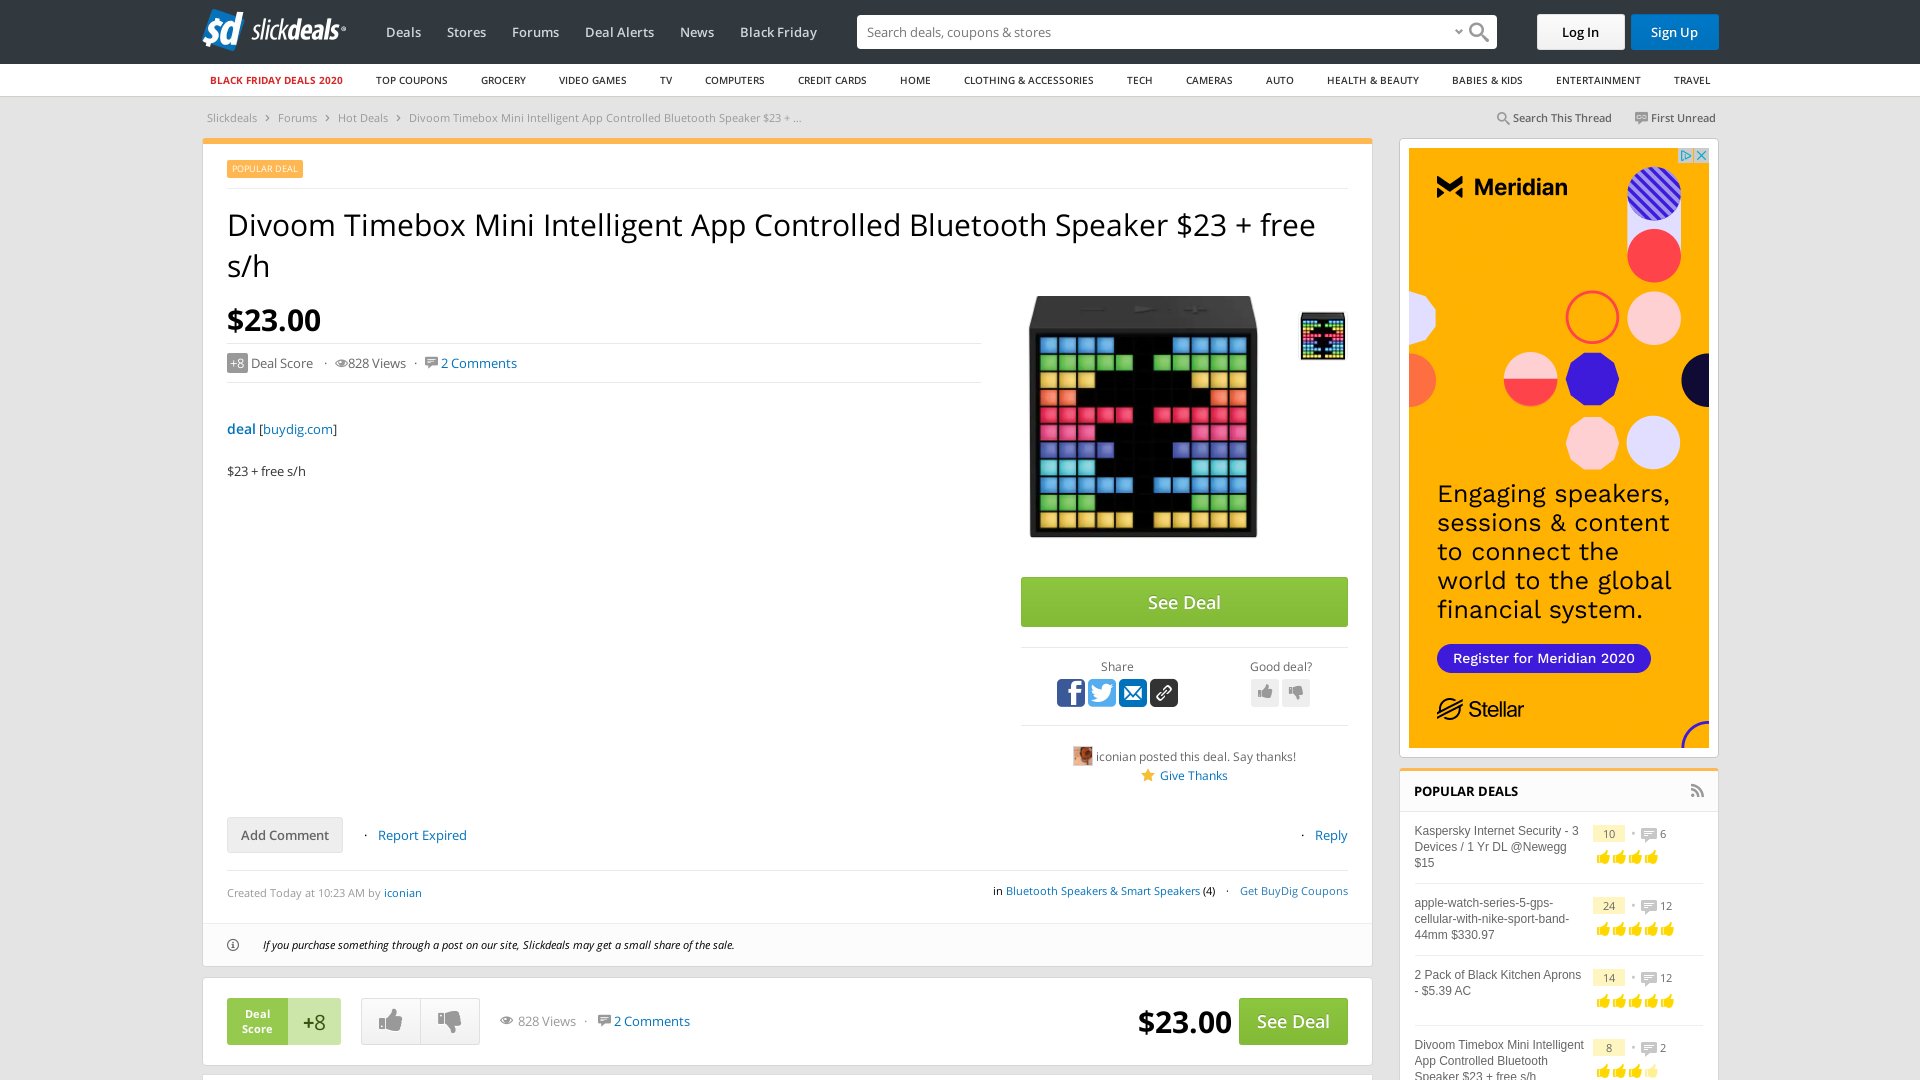 slickdeals
Deals
Stores
Forums
Deal Alerts
News
Black Friday
Search deals, coupons & stores
Log In
Sign Up
BLACK FRIDAY DEALS 2020
TOP COUPONS
GROCERY
VIDEO GAMES
TV
COMPUTERS
CREDIT CARDS
HOME
CLOTHING & ACCESSORIES
TECH
CAMERAS
AUTO
HEALTH & BEAUTY
BABIES & KIDS
ENTERTAINMENT
TRAVEL
Slickdeals > Forums > Hot Deals > Divoom Timebox Mini Intelligent App Controlled Bluetooth Speaker $23 + ...
Search This Thread
First Unread
POPULAR DEAL
Divoom Timebox Mini Intelligent App Controlled Bluetooth Speaker $23 + free
s/h
$23.00
+8 Deal Score · 828 Views · 2 Comments
deal [buydig.com]
$23 + free s/h
See Deal
Share
Good deal?
iconian posted this deal. Say thanks!
Give Thanks
Add Comment · Report Expired
· Reply
Created Today at 10:23 AM by iconian
in Bluetooth Speakers & Smart Speakers (4) · Get BuyDig Coupons
If you purchase something through a post on our site, Slickdeals may get a small share of the sale.
Deal
Score
+8
828 Views · 2 Comments
$23.00
See Deal
Meridian
Engaging speakers,
sessions & content
to connect the
world to the global
financial system.
Register for Meridian 2020
Stellar
POPULAR DEALS
Kaspersky Internet Security - 3
Devices / 1 Yr DL @Newegg
$15
10 • 6
apple-watch-series-5-gps-
cellular-with-nike-sport-band-
44mm $330.97
24 • 12
2 Pack of Black Kitchen Aprons
- $5.39 AC
14 • 12
Divoom Timebox Mini Intelligent
App Controlled Bluetooth
Speaker $23 + free s/h
8 • 2